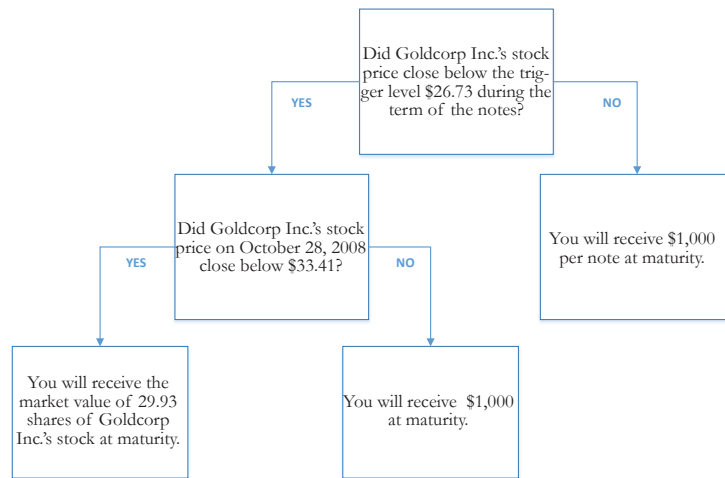 Did Goldcorp Inc.'s stock
price close below the trig-
ger level $26.73 during the
term of the notes?
YES
NO
Did Goldcorp Inc.'s stock
price on October 28, 2008
close below $33.41?
You will receive $1,000
per note at maturity.
YES
NO
You will receive the
market value of 29.93
shares of Goldcorp
Inc.'s stock at maturity.
You will receive $1,000
at maturity.